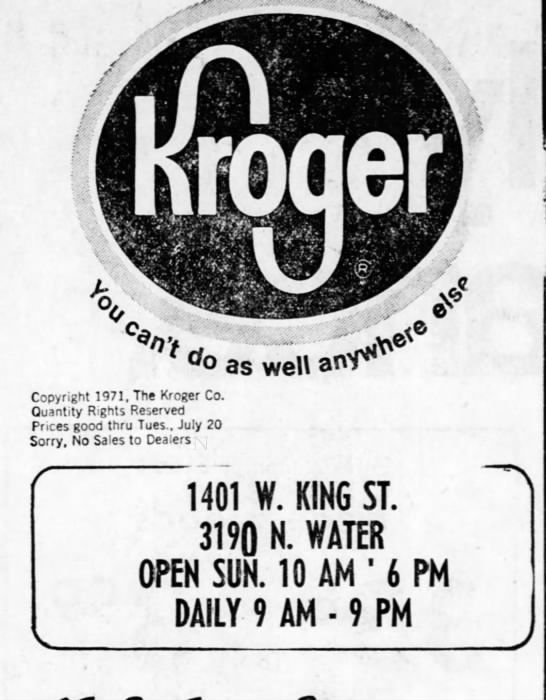 Kroger
®
You can't do as well anywhere else
Copyright 1971, The Kroger Co.
Quantity Rights Reserved
Prices good thru Tues., July 20
Sorry, No Sales to Dealers
1401 W. KING ST.
3190 N. WATER
OPEN SUN. 10 AM ' 6 PM
DAILY 9 AM - 9 PM